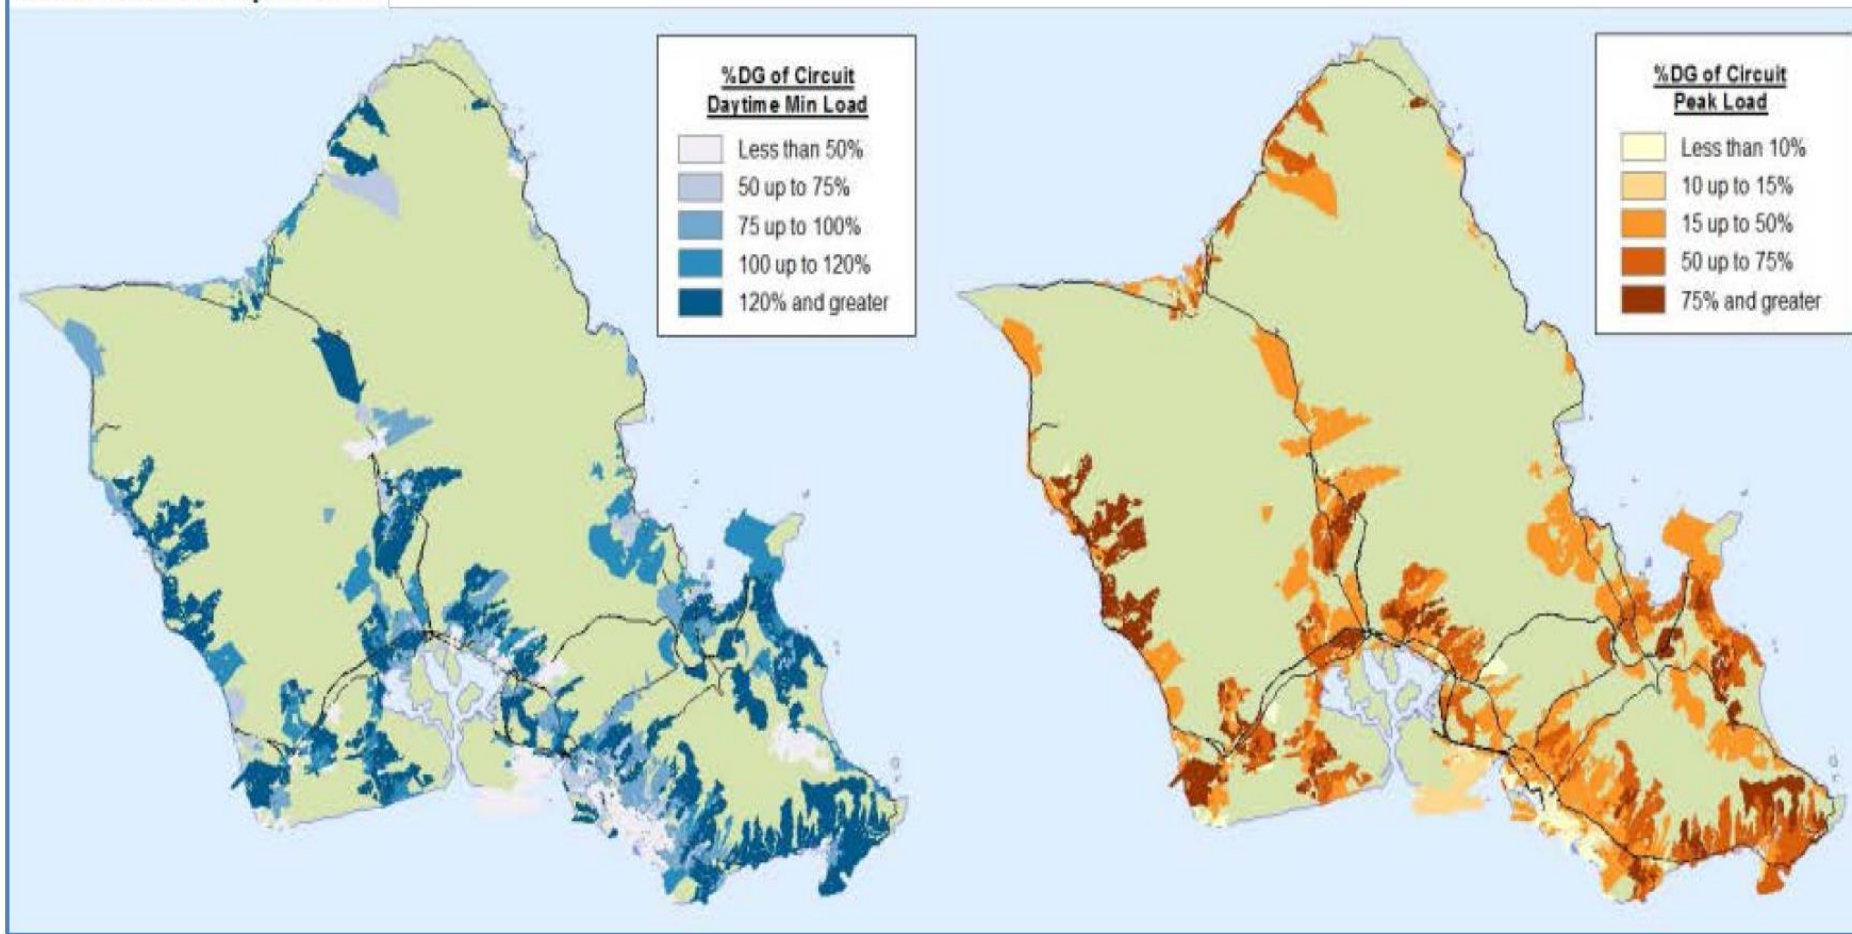 %DG of Circuit
Daytime Min Load
Less than 50%
50 up to 75%
75 up to 100%
100 up to 120%
120% and greater
%DG of Circuit
Peak Load
Less than 10%
10 up to 15%
15 up to 50%
50 up to 75%
75% and greater